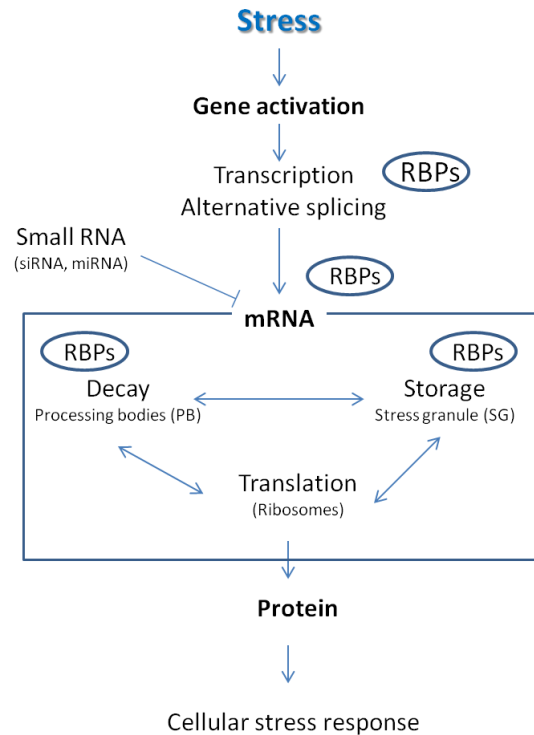 Stress
Gene activation
Transcription
RBPs
Alternative splicing
Small RNA
(siRNA, miRNA)
RBPs
mRNA
RBPs
RBPs
Decay
Storage
Processing bodies (PB)
Stress granule (SG)
Translation
(Ribosomes)
Protein
Cellular stress response